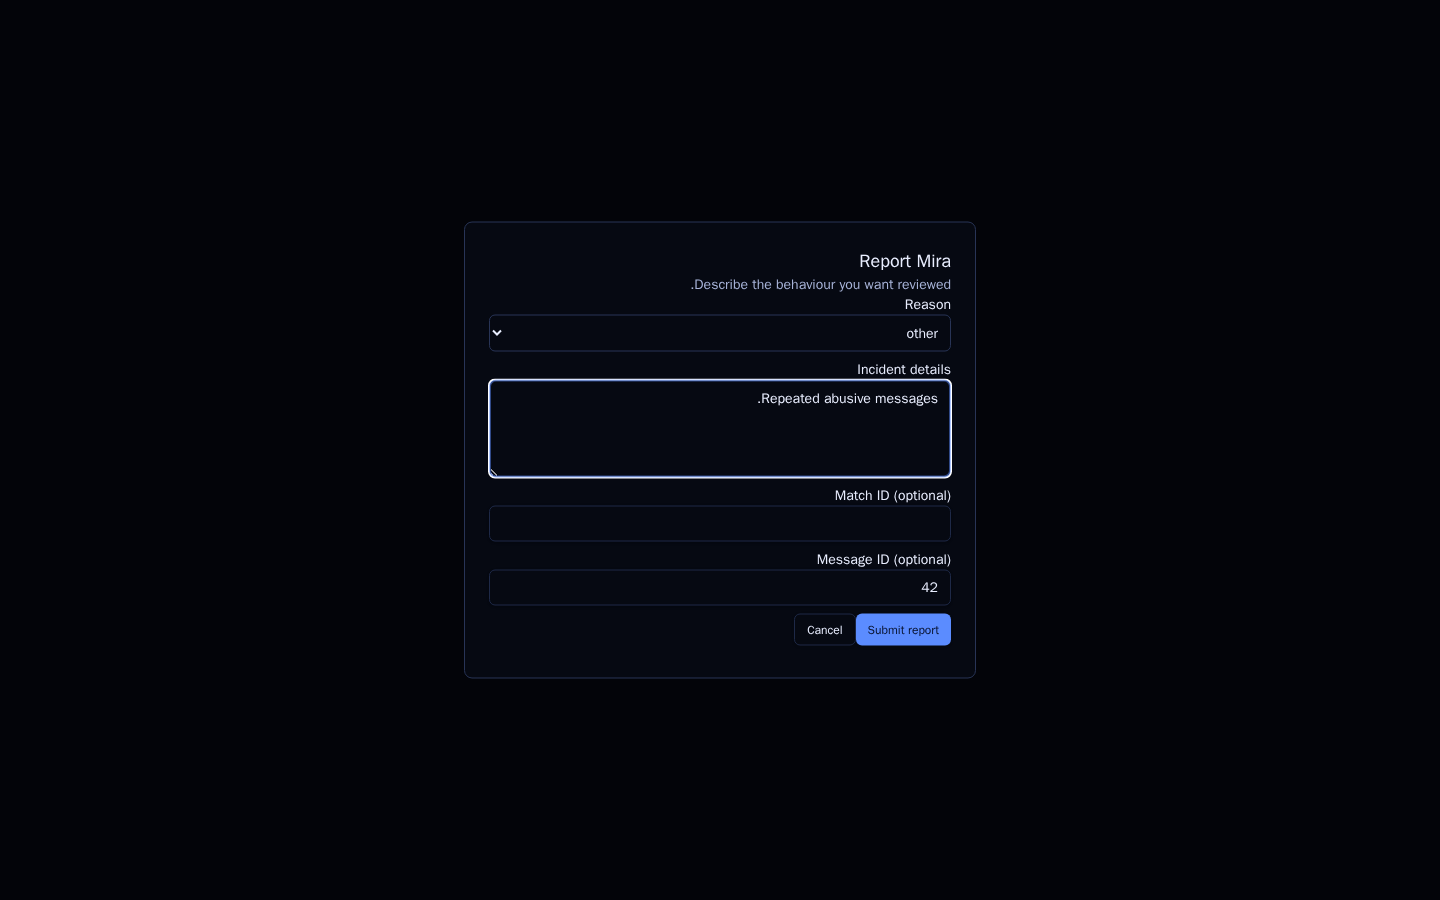 Report Mira
.Describe the behaviour you want reviewed
Reason
other
Incident details
.Repeated abusive messages
Match ID (optional)
Message ID (optional)
42
Submit report
Cancel